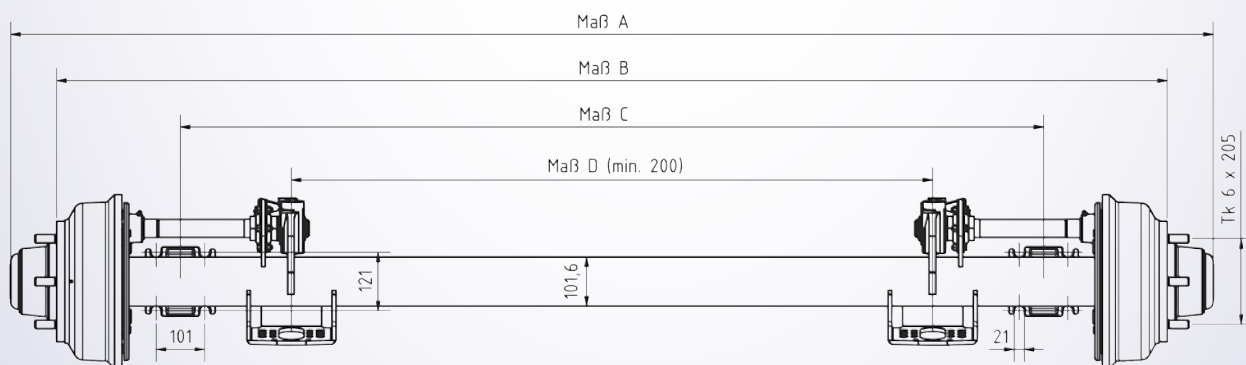 Maß A
Maß B
Maß C
Maß D (min. 200)
Tk 6 x 205
121
101,6
101
21